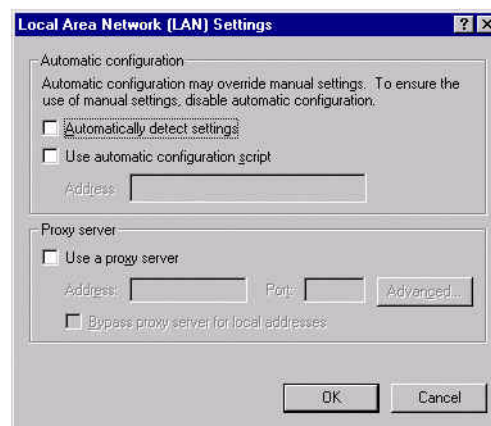 Local Area Network (LAN) Settings
Automatic configuration
Automatic configuration may override manual settings. To ensure the
use of manual settings, disable automatic configuration.
Automatically detect settings
Use automatic configuration script
Address
Proxy server
Use a proxy server
Address: Port: Advanced...
Bypass proxy server for local addresses
OK Cancel